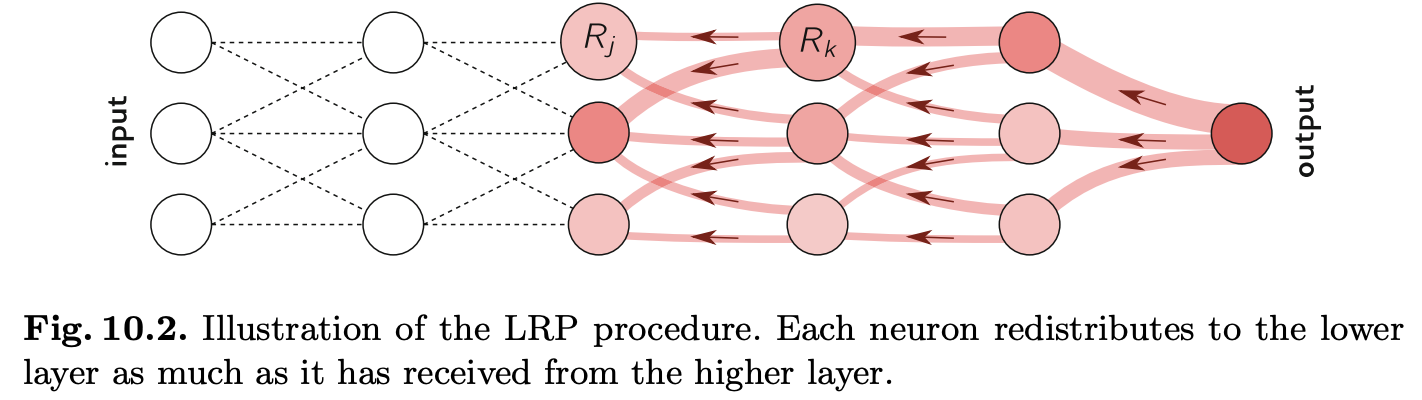 input
R_j
R_k
output
Fig. 10.2. Illustration of the LRP procedure. Each neuron redistributes to the lower
layer as much as it has received from the higher layer.